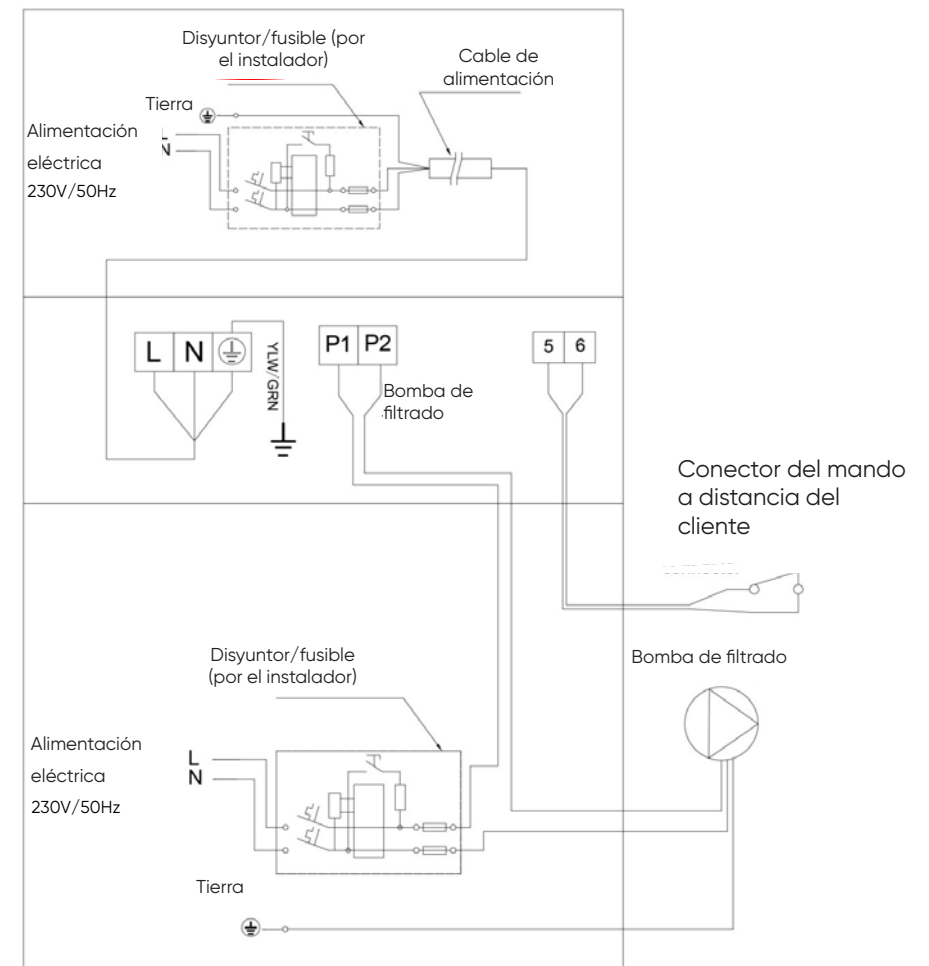 Disyuntor/fusible (por
el instalador)
Cable de
alimentación
Tierra
Alimentación
eléctrica
230V/50Hz
L
N
L N
YLW/GRN
P1 P2
Bomba de
filtrado
5 6
Conector del mando
a distancia del
cliente
Disyuntor/fusible
(por el instalador)
Bomba de filtrado
Alimentación
eléctrica
230V/50Hz
L
N
Tierra